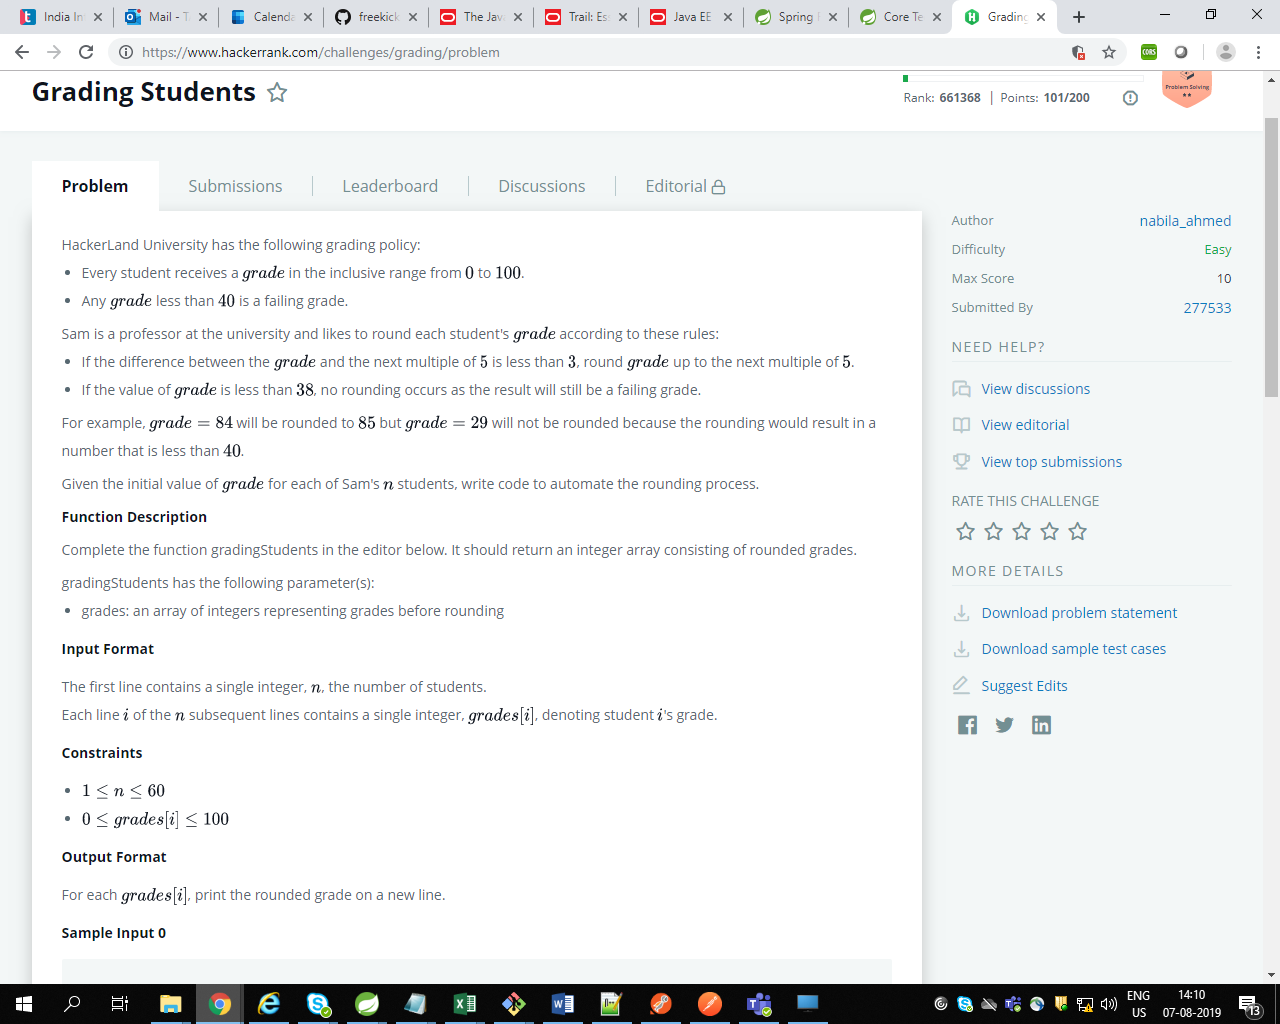 India In
Mail - T
Calenda
freekick
The Java
Trail: Ess
Java EE
Spring
Core Te
Grading
https://www.hackerrank.com/challenges/grading/problem
CORS
Grading Students
Rank: 661368 | Points: 101/200
Problem Solving
Problem
Submissions
Leaderboard
Discussions
Editorial
HackerLand University has the following grading policy:
• Every student receives a grade in the inclusive range from 0 to 100.
• Any grade less than 40 is a failing grade.
Sam is a professor at the university and likes to round each student's grade according to these rules:
• If the difference between the grade and the next multiple of 5 is less than 3, round grade up to the next multiple of 5.
• If the value of grade is less than 38, no rounding occurs as the result will still be a failing grade.
For example, grade = 84 will be rounded to 85 but grade = 29 will not be rounded because the rounding would result in a
number that is less than 40.
Given the initial value of grade for each of Sam's n students, write code to automate the rounding process.
Function Description
Complete the function gradingStudents in the editor below. It should return an integer array consisting of rounded grades.
gradingStudents has the following parameter(s):
• grades: an array of integers representing grades before rounding
Input Format
The first line contains a single integer, n, the number of students.
Each line i of the n subsequent lines contains a single integer, grades[i], denoting student i's grade.
Constraints
• 1 ≤ n ≤ 60
• 0 ≤ grades[i] ≤ 100
Output Format
For each grades[i], print the rounded grade on a new line.
Sample Input 0
Author nabila_ahmed
Difficulty Easy
Max Score 10
Submitted By 277533
NEED HELP?
View discussions
View editorial
View top submissions
RATE THIS CHALLENGE
MORE DETAILS
Download problem statement
Download sample test cases
Suggest Edits
ENG
US
14:10
07-08-2019
13